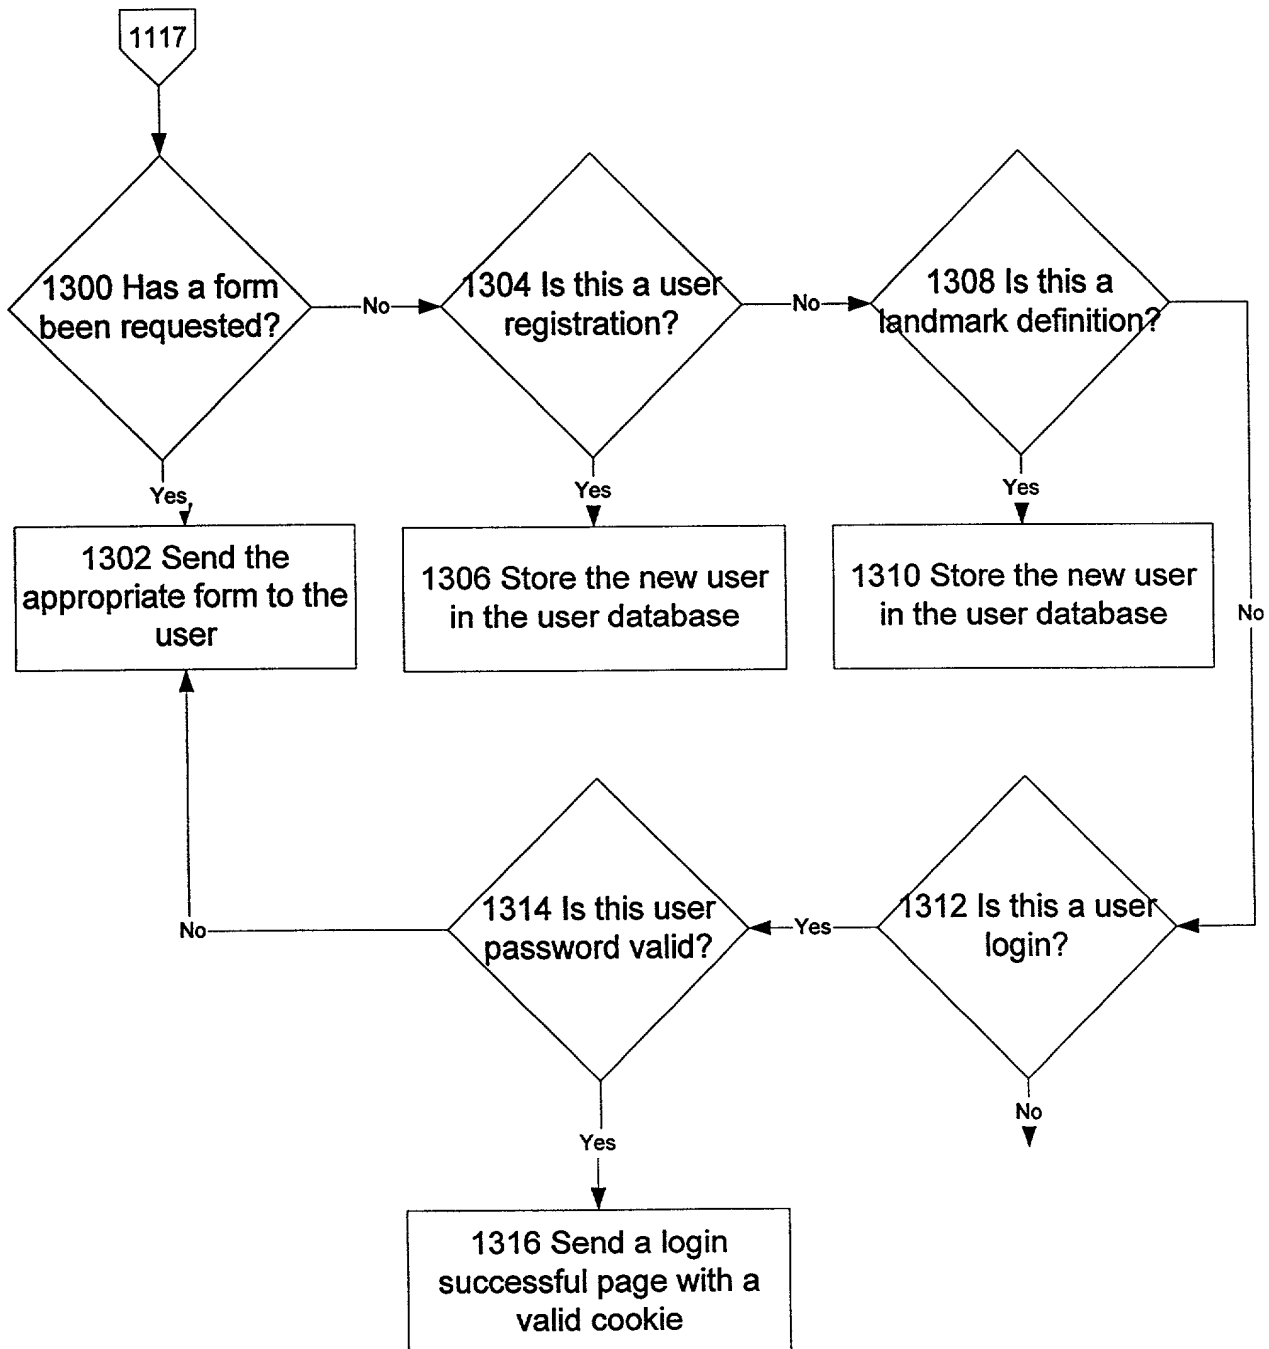 1117
1300 Has a form
been requested?
No
1304 Is this a user
registration?
No
1308 Is this a
landmark definition?
Yes
Yes
Yes
1302 Send the
appropriate form to the
user
1306 Store the new user
in the user database
1310 Store the new user
in the user database
No
1312 Is this a user
login?
Yes
1314 Is this user
password valid?
No
No
Yes
1316 Send a login
successful page with a
valid cookie